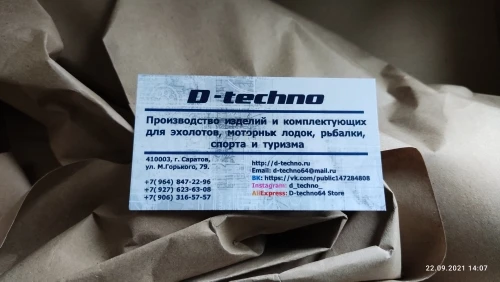 D-techno
Производство изделий и комплектующих
для эхолотов, моторных лодок, рыбалки,
спорта и туризма
410003, г. Саратов,
ул. М.Горького, 79.
+7( 964) 847-22-96
+7( 927) 623-63-08
+7( 906) 316-57-57
http://d-techno.ru
Email: d-techno64@mail.ru
ВК: https://vk.com/public147284808
Instagram: d_techno_
AliExpress: D-techno64 Store
22.09.2021 14:07